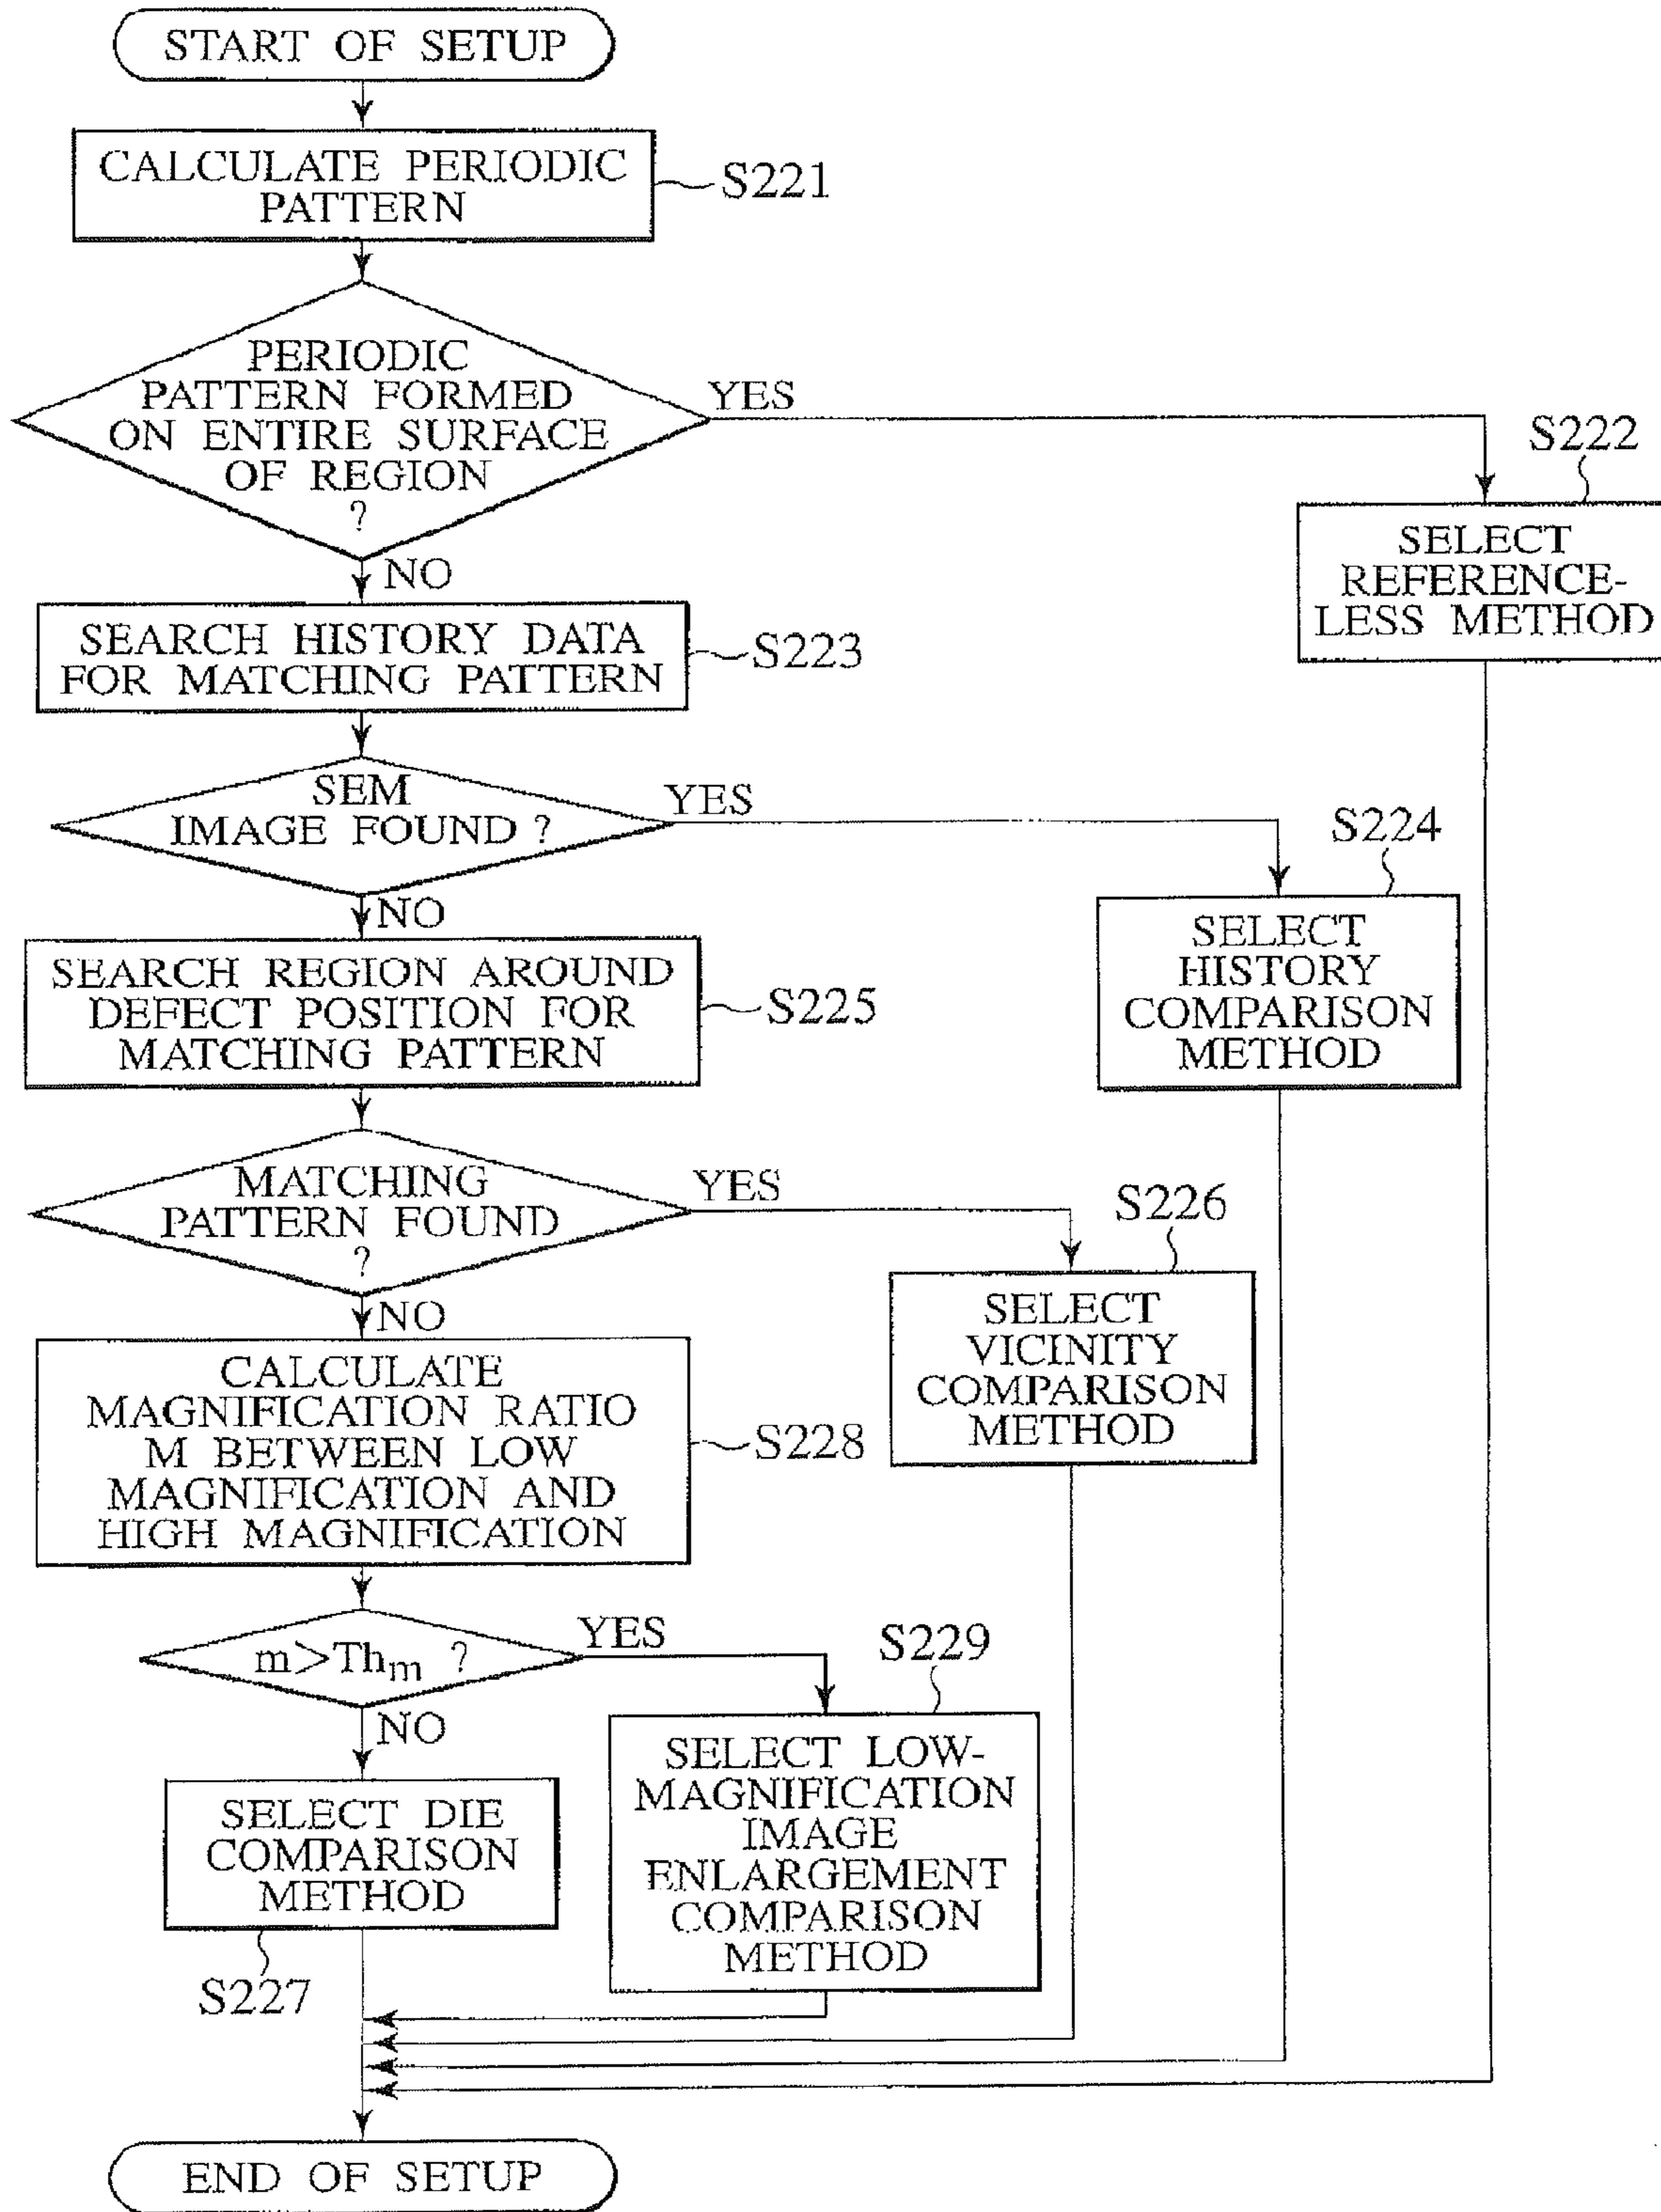 START OF SETUP
CALCULATE PERIODIC
PATTERN
S221
PERIODIC
PATTERN FORMED
ON ENTIRE SURFACE
OF REGION
?
YES
NO
S222
SELECT
REFERENCE-
LESS METHOD
SEARCH HISTORY DATA
FOR MATCHING PATTERN
S223
SEM
IMAGE FOUND ?
YES
NO
S224
SELECT
HISTORY
COMPARISON
METHOD
SEARCH REGION AROUND
DEFECT POSITION FOR
MATCHING PATTERN
S225
MATCHING
PATTERN FOUND
?
YES
NO
S226
SELECT
VICINITY
COMPARISON
METHOD
CALCULATE
MAGNIFICATION RATIO
M BETWEEN LOW
MAGNIFICATION AND
HIGH MAGNIFICATION
S228
m>Thm ?
YES
NO
S229
SELECT LOW-
MAGNIFICATION
IMAGE
ENLARGEMENT
COMPARISON
METHOD
SELECT DIE
COMPARISON
METHOD
S227
END OF SETUP